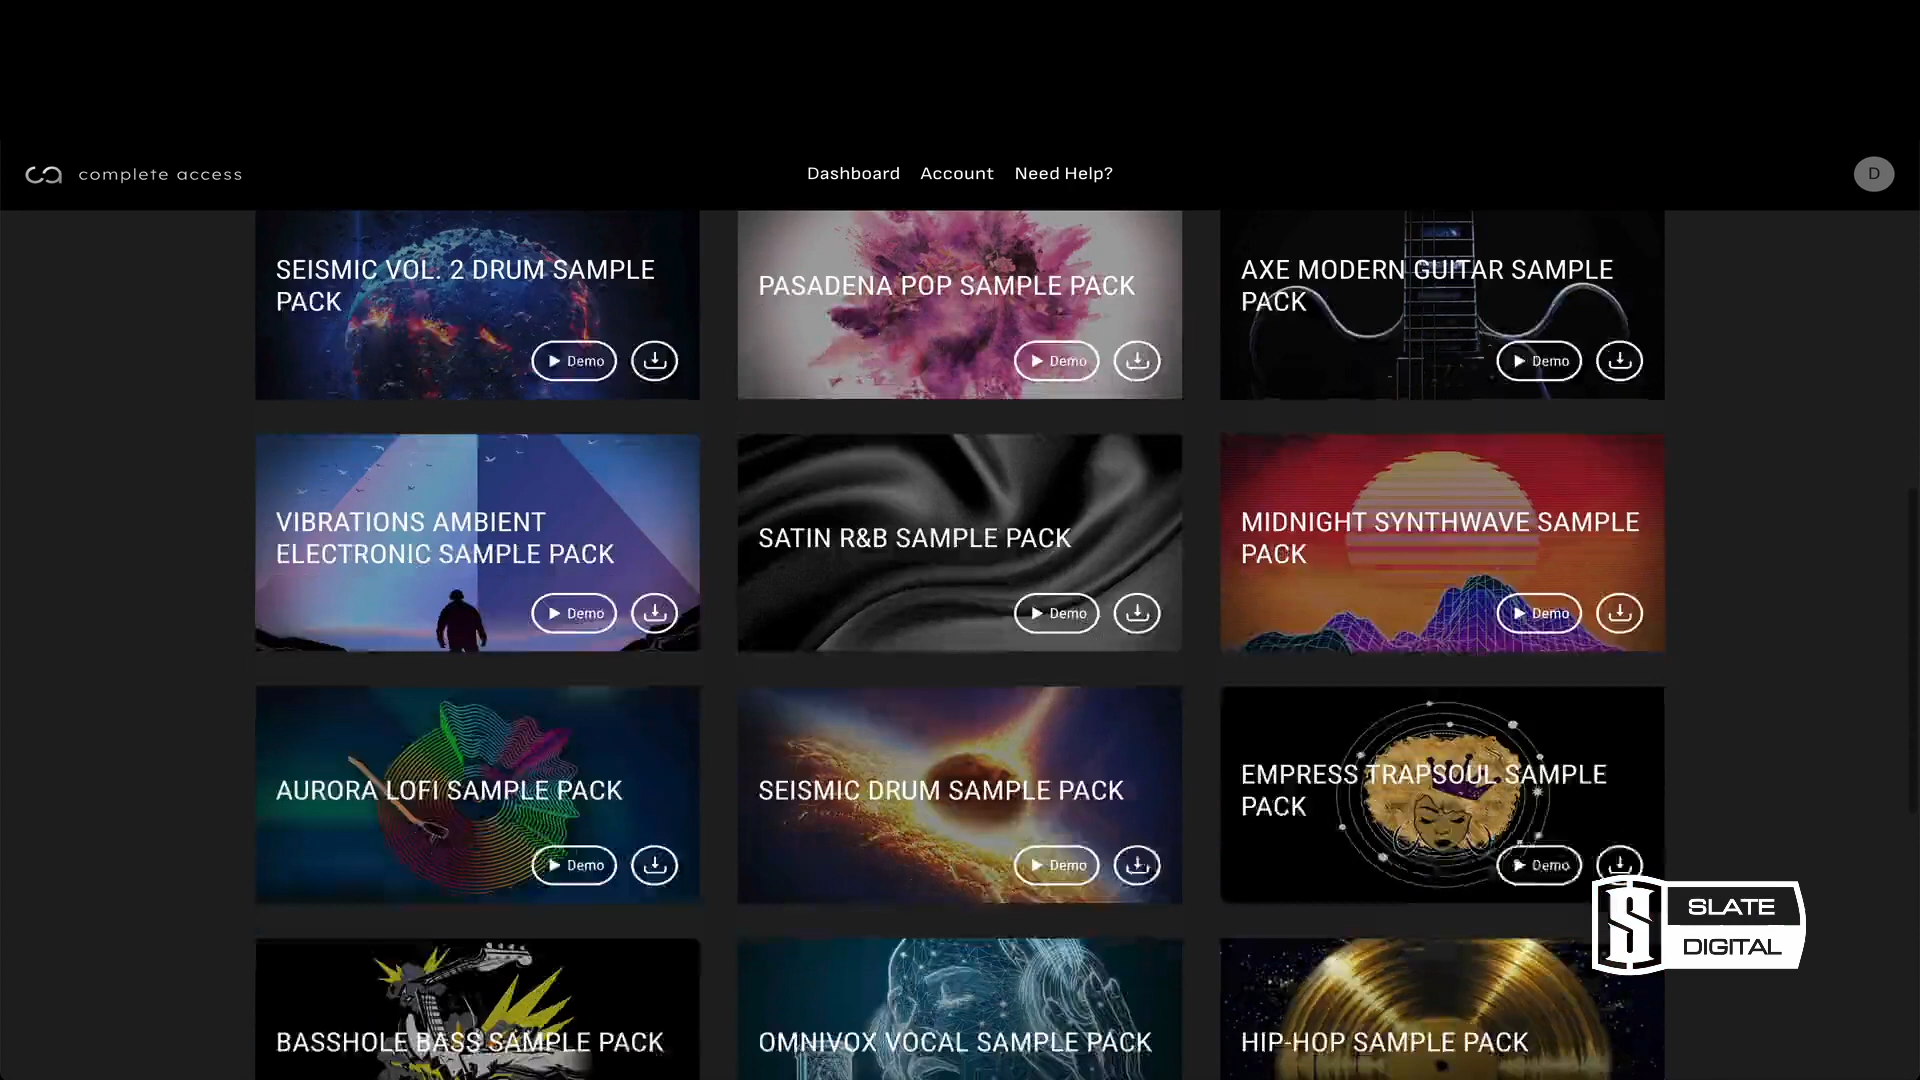 complete access
Dashboard Account Need Help?
D
SEISMIC VOL. 2 DRUM SAMPLE
PACK
Demo
PASADENA POP SAMPLE PACK
Demo
AXE MODERN GUITAR SAMPLE
PACK
Demo
VIBRATIONS AMBIENT
ELECTRONIC SAMPLE PACK
Demo
SATIN R&B SAMPLE PACK
Demo
MIDNIGHT SYNTHWAVE SAMPLE
PACK
Demo
AURORA LOFI SAMPLE PACK
Demo
SEISMIC DRUM SAMPLE PACK
Demo
EMPRESS TRAPSOUL SAMPLE
PACK
Demo
BASSHOLE BASS SAMPLE PACK
OMNIVOX VOCAL SAMPLE PACK
HIP-HOP SAMPLE PACK
S
SLATE
DIGITAL